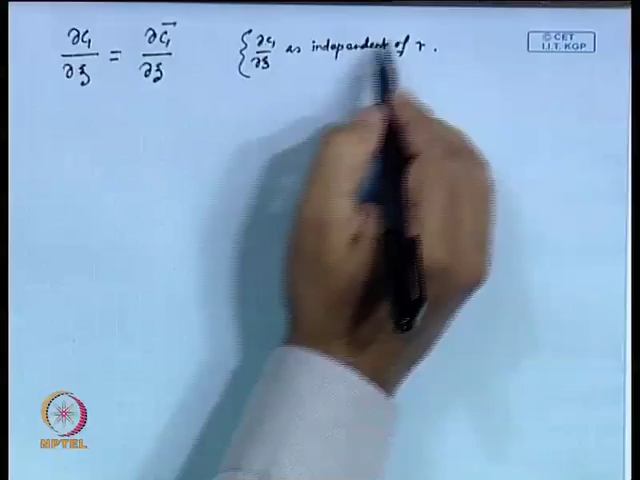 ∂c₁/∂ξ = ∂c̄₁/∂ξ { ∂c₁/∂ξ as independent of r.
© CET
I.I.T. KGP
NPTEL